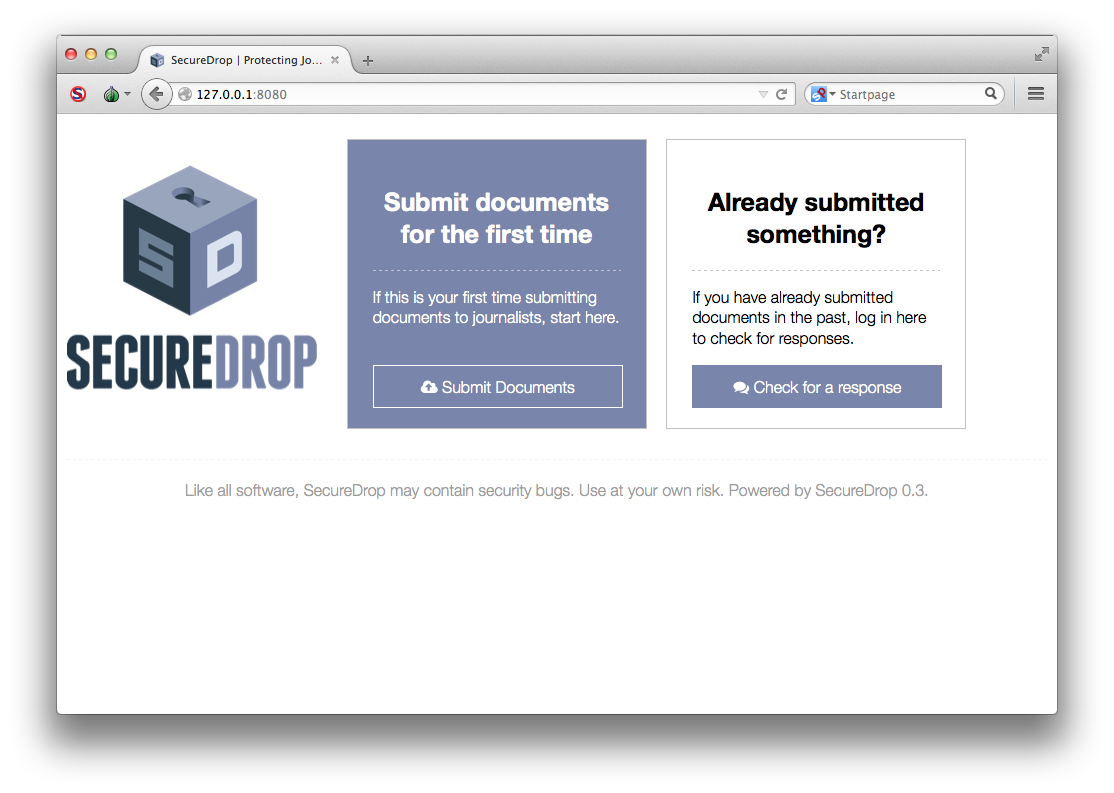 SecureDrop | Protecting Jo...
127.0.0.1:8080
Startpage
S D
SECUREDROP
Submit documents
for the first time
If this is your first time submitting
documents to journalists, start here.
Submit Documents
Already submitted
something?
If you have already submitted
documents in the past, log in here
to check for responses.
Check for a response
Like all software, SecureDrop may contain security bugs. Use at your own risk. Powered by SecureDrop 0.3.